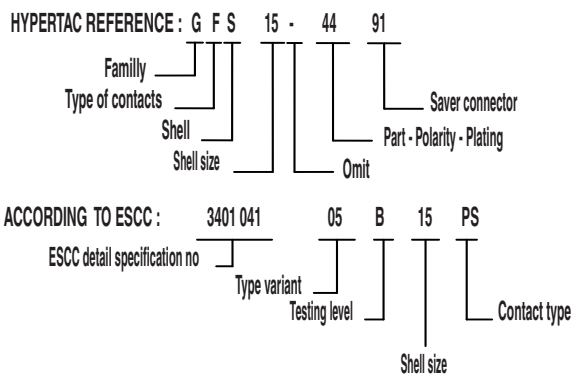 HYPERTAC REFERENCE : G F S 15 - 44 91
Familly
Type of contacts
Saver connector
Shell
Part - Polarity - Plating
Shell size
Omit
ACCORDING TO ESCC : 3401 041 05 B 15 PS
ESCC detail specification no
Type variant
Testing level
Contact type
Shell size